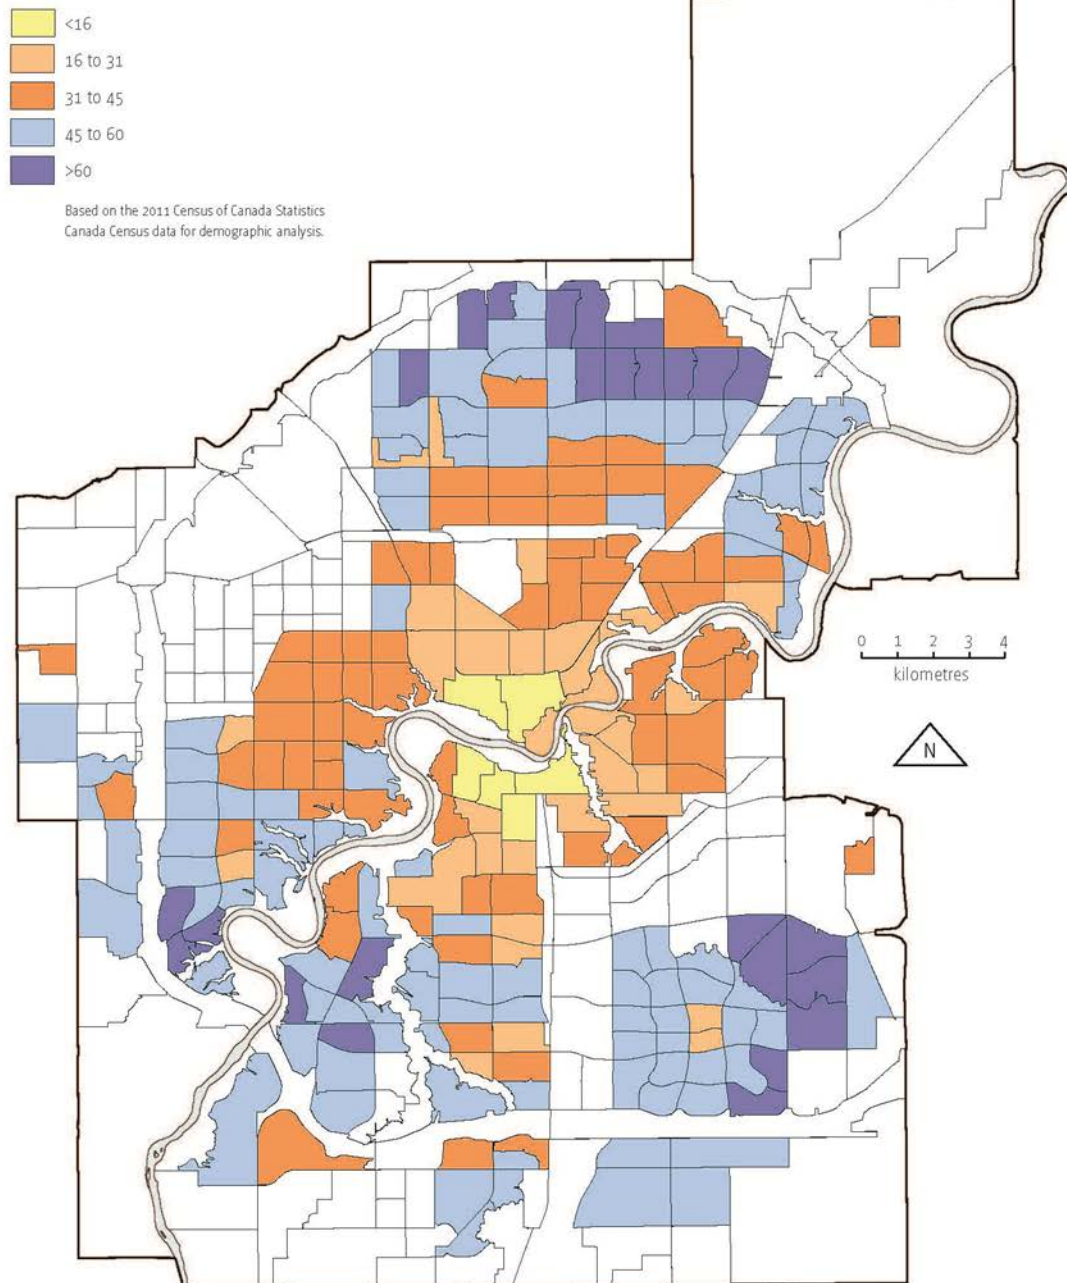 <16
16 to 31
31 to 45
45 to 60
>60
Based on the 2011 Census of Canada Statistics
Canada Census data for demographic analysis.
0 1 2 3 4
kilometres
N